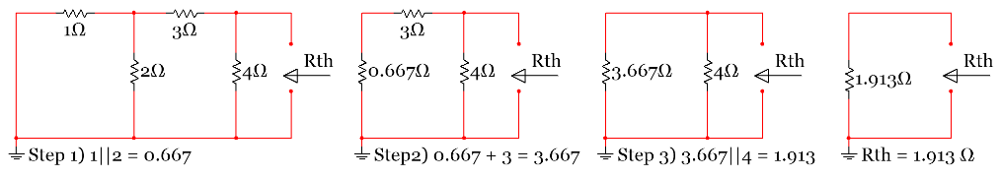 1Ω
3Ω
2Ω
4Ω
Rth
Step 1) 1||2 = 0.667
3Ω
0.667Ω
4Ω
Rth
Step2) 0.667 + 3 = 3.667
3.667Ω
4Ω
Rth
Step 3) 3.667||4 = 1.913
Rth
1.913Ω
Rth = 1.913 Ω